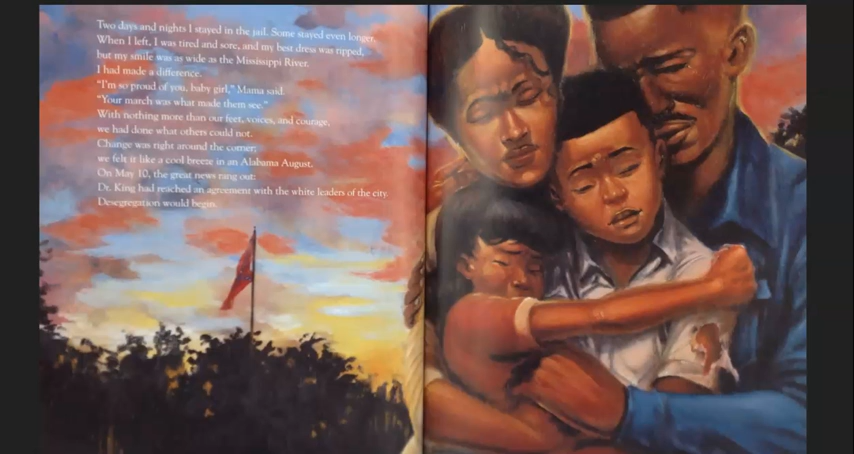 Two days and nights I stayed in the jail. Some stayed even longer.
When I left, I was tired and sore, and my best dress was ripped,
but my smile was as wide as the Mississippi River.
I had made a difference.
"I'm so proud of you, baby girl," Mama said.
"Your march was what made them see."
With nothing more than our feet, voices, and courage,
we had done what others could not.
Change was right around the corner;
we felt it like a cool breeze in an Alabama August.
On May 10, the great news rang out:
Dr. King had reached an agreement with the white leaders of the city.
Desegregation would begin.